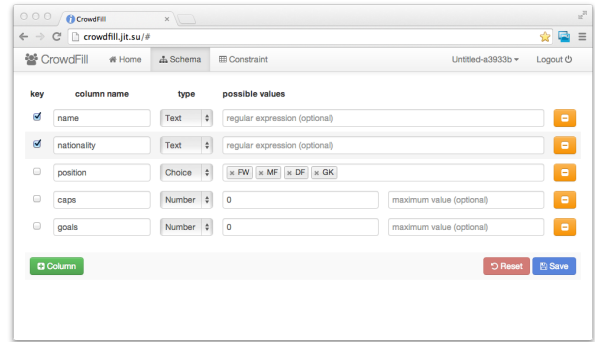 CrowdFill
crowdfill.jit.su/#
CrowdFill Home Schema Constraint Untitled-a3933b Logout
key column name type possible values
name Text regular expression (optional)
nationality Text regular expression (optional)
position Choice × FW × MF × DF × GK
caps Number 0 maximum value (optional)
goals Number 0 maximum value (optional)
Column Reset Save